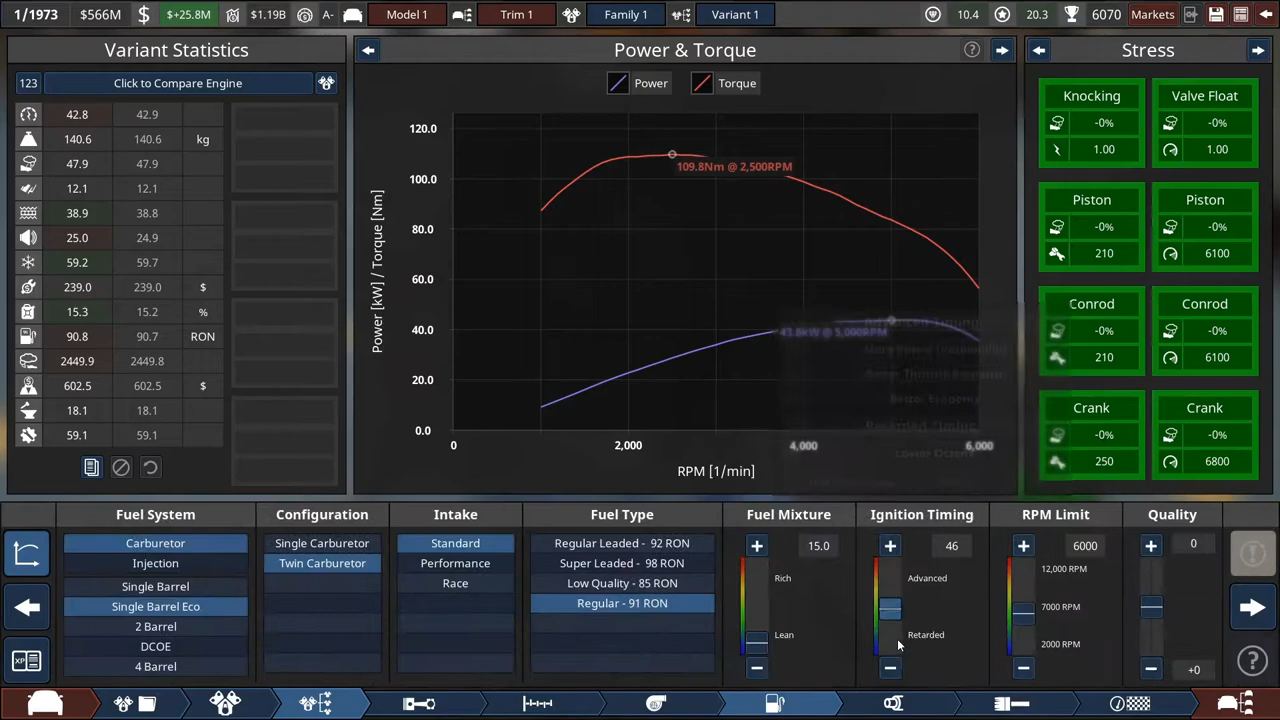 1/1973 $566M $+25.8M $1.19B A- Model 1 Trim 1 Family 1 Variant 1 10.4 20.3 6070 Markets
Variant Statistics
123 Click to Compare Engine
42.8 42.9
140.6 140.6 kg
47.9 47.9
12.1 12.1
38.9 38.8
25.0 24.9
59.2 59.7
239.0 239.0 $
15.3 15.2 %
90.8 90.7 RON
2449.9 2449.8
602.5 602.5 $
18.1 18.1
59.1 59.1
Power & Torque
Power Torque
120.0
100.0
80.0
60.0
40.0
20.0
0.0
Power [kW] / Torque [Nm]
109.8Nm @ 2,500RPM
43.8kW @ 5,000RPM
0 2,000 4,000 6,000
RPM [1/min]
Stress
Knocking Valve Float
-0% -0%
1.00 1.00
Piston Piston
-0% -0%
210 6100
Conrod Conrod
-0% -0%
210 6100
Crank Crank
-0% -0%
250 6800
Fuel System
Carburetor
Injection
Single Barrel
Single Barrel Eco
2 Barrel
DCOE
4 Barrel
Configuration
Single Carburetor
Twin Carburetor
Intake
Standard
Performance
Race
Fuel Type
Regular Leaded - 92 RON
Super Leaded - 98 RON
Low Quality - 85 RON
Regular - 91 RON
Fuel Mixture
15.0
Rich
Lean
Ignition Timing
46
Advanced
Retarded
RPM Limit
6000
12,000 RPM
7000 RPM
2000 RPM
Quality
0
+0
XP